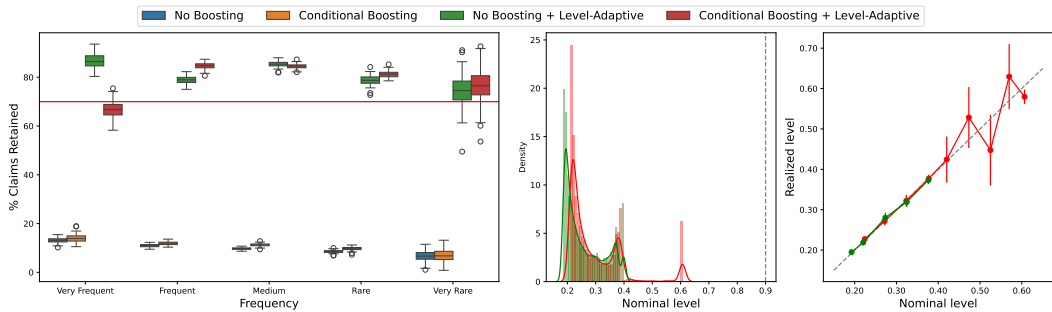 No Boosting
Conditional Boosting
No Boosting + Level-Adaptive
Conditional Boosting + Level-Adaptive
% Claims Retained
80
60
40
20
0
Very Frequent
Frequent
Medium
Rare
Very Rare
Frequency
Density
25
20
15
10
5
0
0.2
0.3
0.4
0.5
0.6
0.7
0.8
0.9
Nominal level
Realized level
0.70
0.60
0.50
0.40
0.30
0.20
0.20
0.30
0.40
0.50
0.60
Nominal level